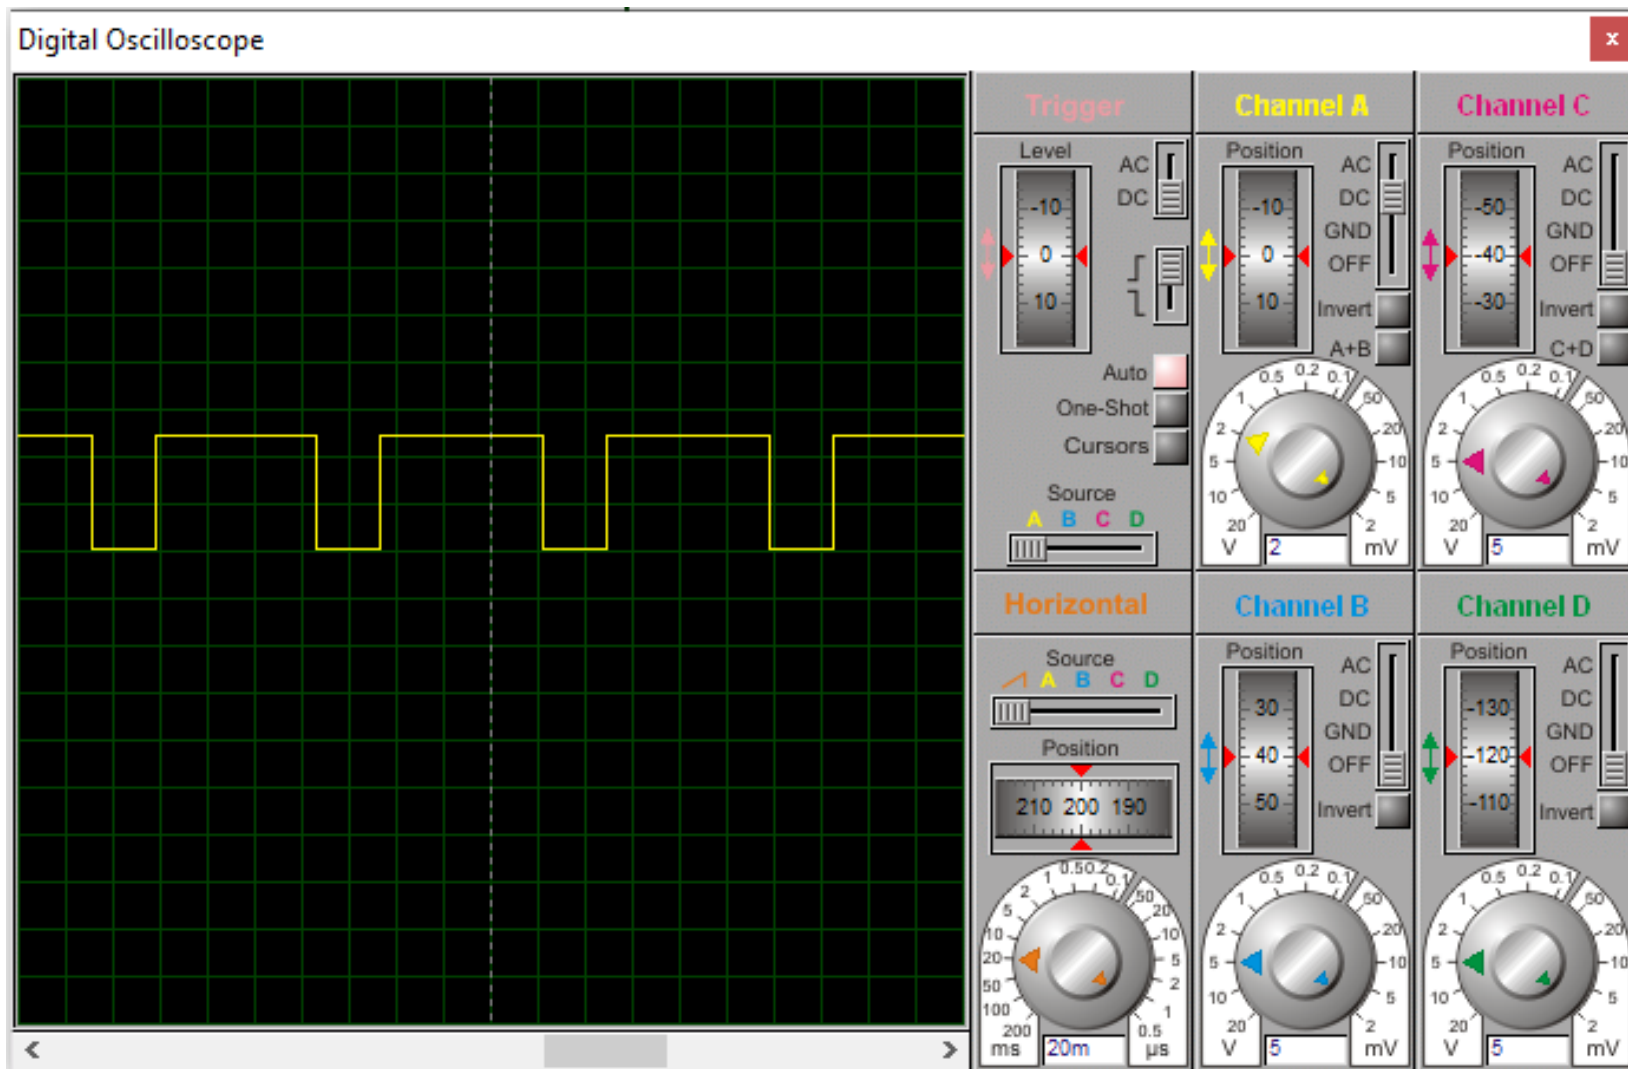 Digital Oscilloscope
x
Trigger
Level
AC
DC
-10
0
10
Auto
One-Shot
Cursors
Source
A B C D
Channel A
Position
AC
DC
GND
OFF
-10
0
10
Invert
A+B
0.5 0.2 0.1
1
2
5
10
20
50
20
10
5
2
V
2
mV
Channel C
Position
AC
DC
GND
OFF
-50
-40
-30
Invert
C+D
0.5 0.2 0.1
1
2
5
10
20
50
20
10
5
2
V
5
mV
Horizontal
Source
A B C D
Position
210 200 190
1 0.5 0.2 0.1
2
5
10
20
50
100
200
50
20
10
5
2
1
0.5
ms
20m
µs
Channel B
Position
AC
DC
GND
OFF
30
40
50
Invert
0.5 0.2 0.1
1
2
5
10
20
50
20
10
5
2
V
5
mV
Channel D
Position
AC
DC
GND
OFF
-130
-120
-110
Invert
0.5 0.2 0.1
1
2
5
10
20
50
20
10
5
2
V
5
mV